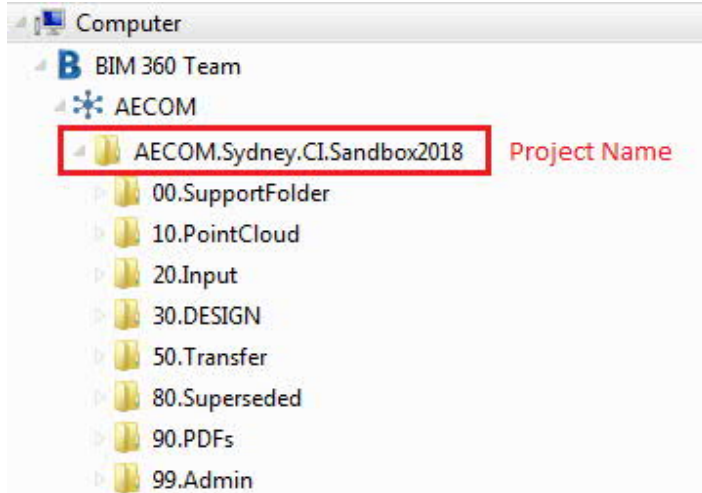 Computer
BIM 360 Team
AECOM
AECOM.Sydney.CI.Sandbox2018 Project Name
00.SupportFolder
10.PointCloud
20.Input
30.DESIGN
50.Transfer
80.Superseded
90.PDFs
99.Admin